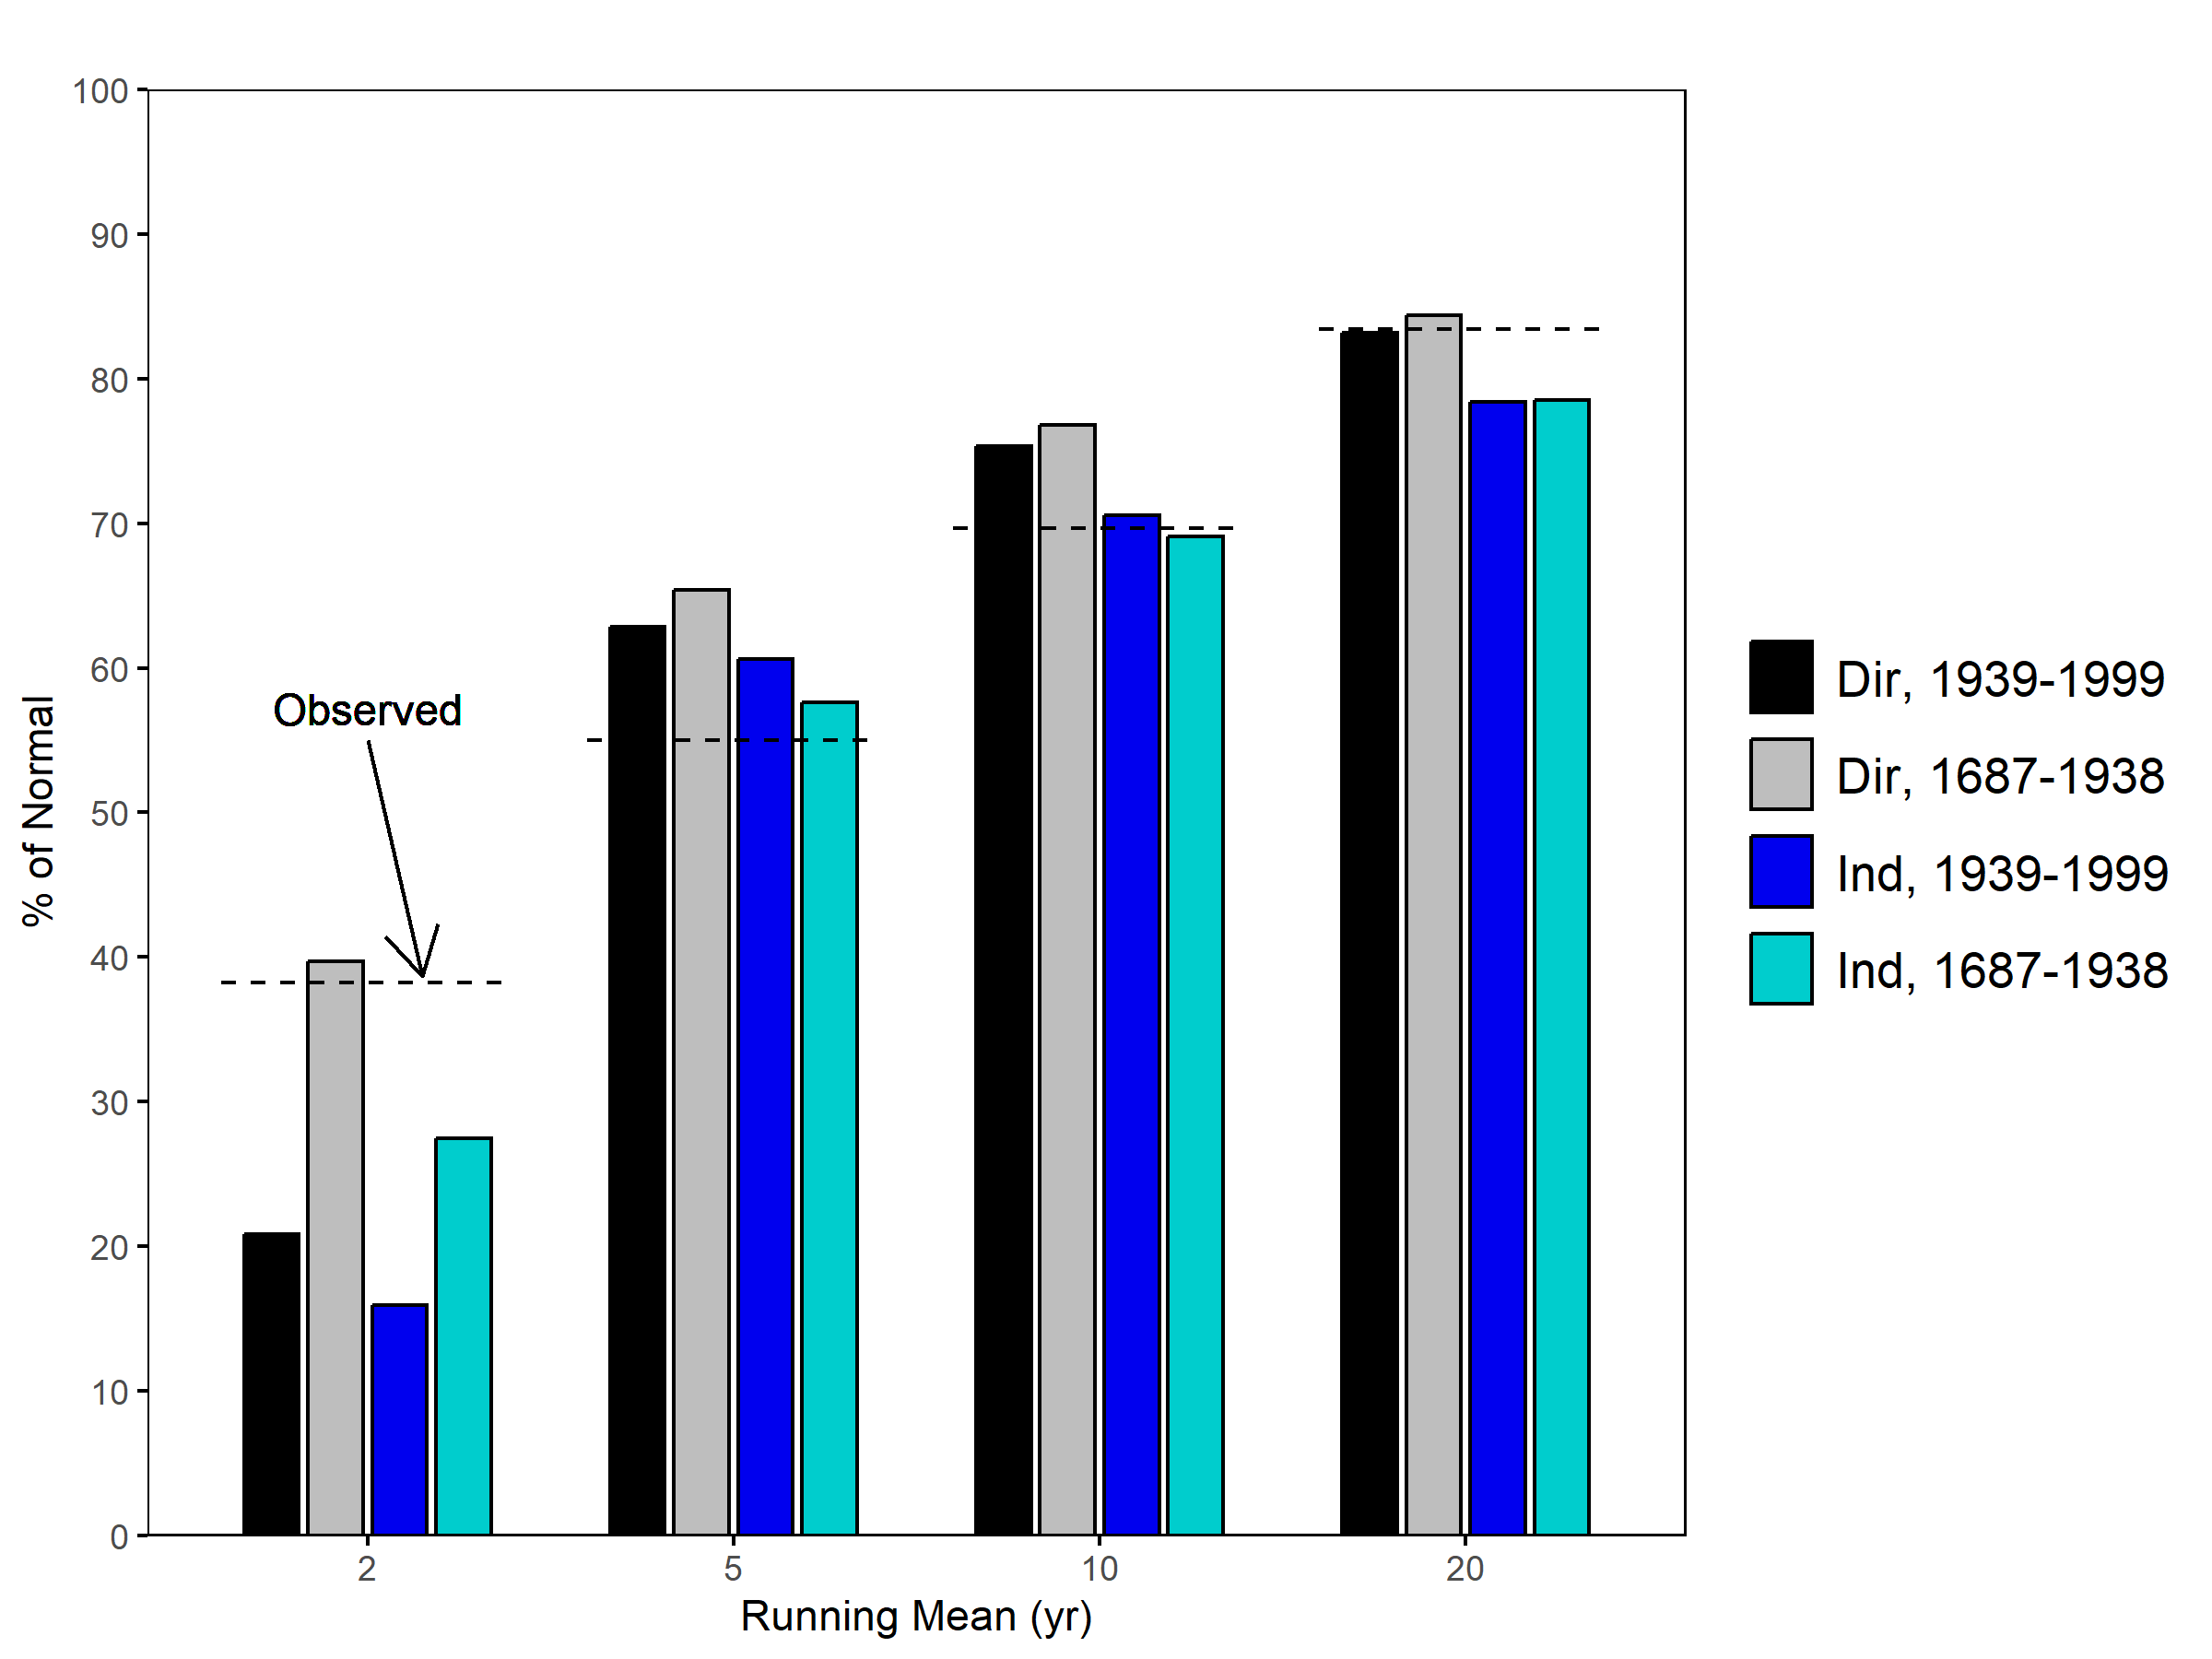 100
90
80
70
60
50
40
30
20
10
0
% of Normal
Observed
2 5 10 20
Running Mean (yr)
Dir, 1939-1999
Dir, 1687-1938
Ind, 1939-1999
Ind, 1687-1938